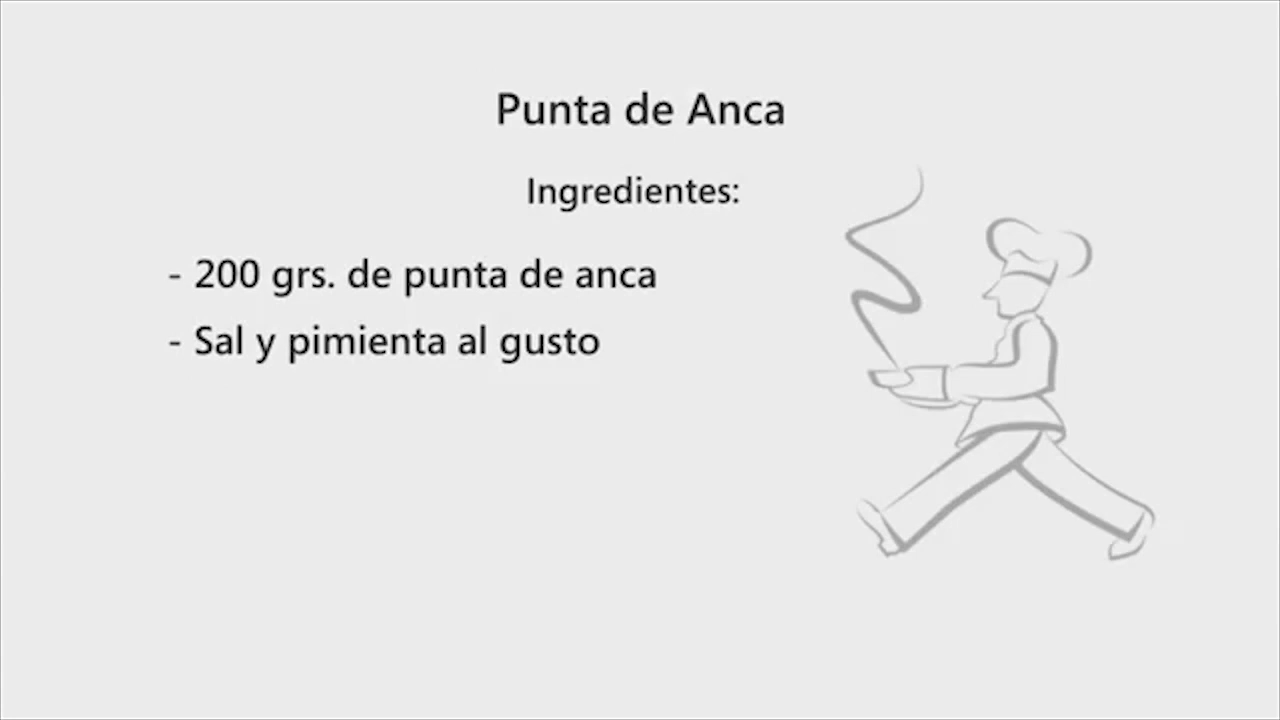 Punta de Anca
Ingredientes:
- 200 grs. de punta de anca
- Sal y pimienta al gusto